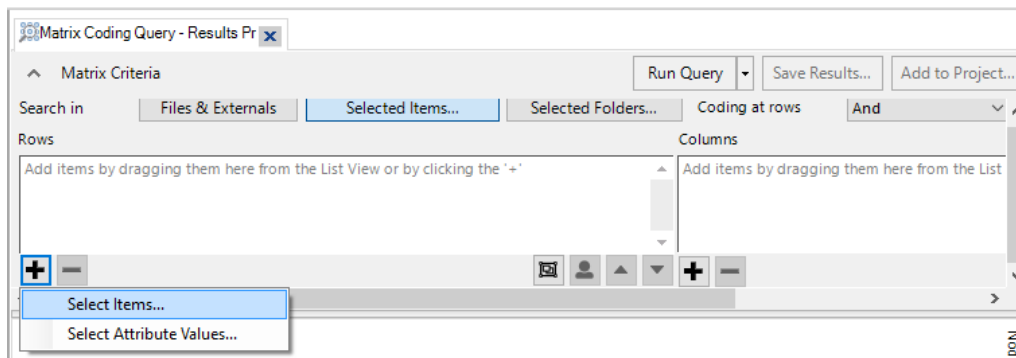 Matrix Coding Query - Results Pr
Matrix Criteria
Run Query
Save Results...
Add to Project...
Search in
Files & Externals
Selected Items...
Selected Folders...
Coding at rows
And
Rows
Columns
Add items by dragging them here from the List View or by clicking the '+'
Add items by dragging them here from the List
Select Items...
Select Attribute Values...
Nod